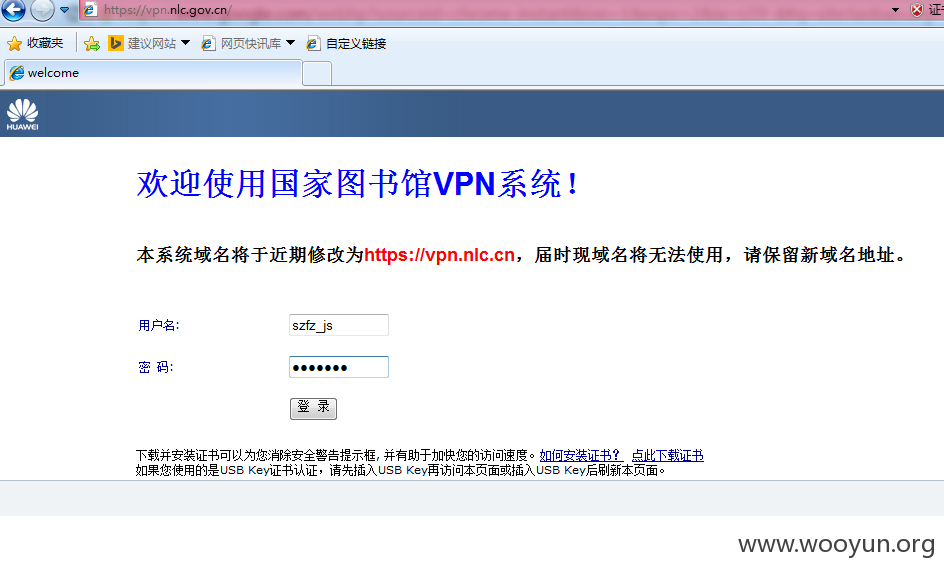 https://vpn.nlc.gov.cn/
收藏夹 建议网站 网页快讯库 自定义链接
welcome
HUAWEI
欢迎使用国家图书馆VPN系统！
本系统域名将于近期修改为https://vpn.nlc.cn，届时现域名将无法使用，请保留新域名地址。
用户名: szfz_js
密 码: ●●●●●●●
登 录
下载并安装证书可以为您消除安全警告提示框, 并有助于加快您的访问速度。如何安装证书？ 点此下载证书
如果您使用的是USB Key证书认证，请先插入USB Key再访问本页面或插入USB Key后刷新本页面。
www.wooyun.org